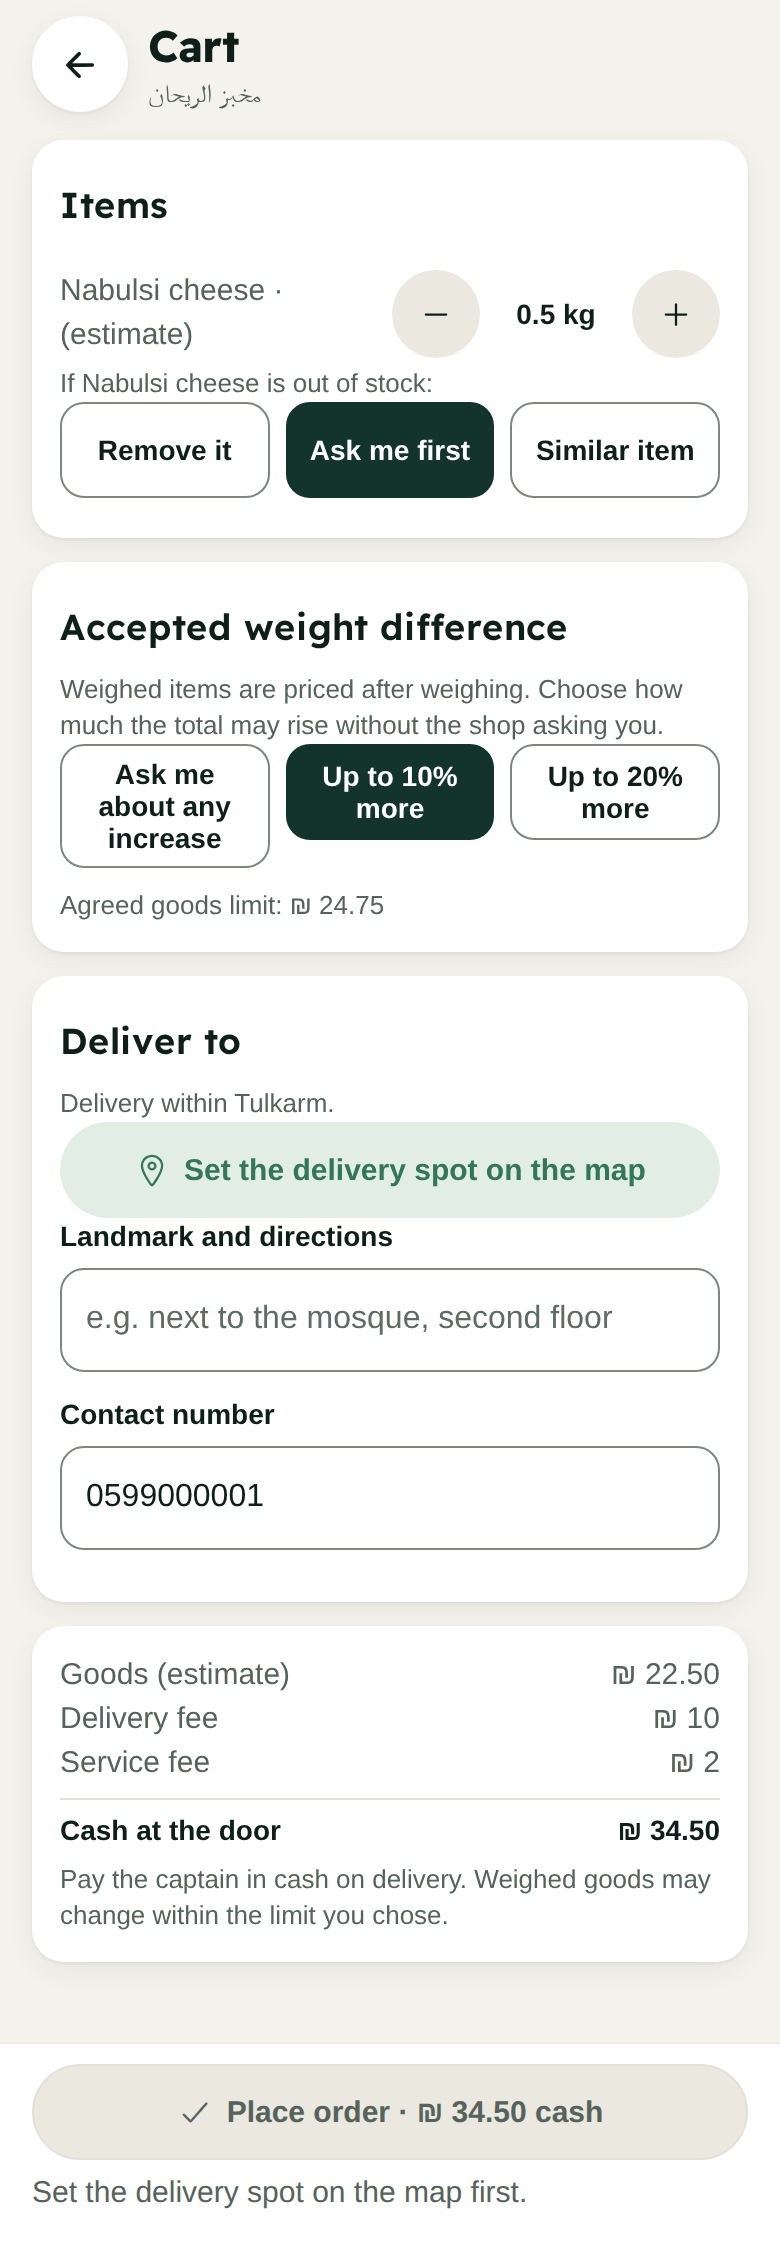 Cart
مخبز الريحان
Items
Nabulsi cheese ·
(estimate)
− 0.5 kg +
If Nabulsi cheese is out of stock:
Remove it
Ask me first
Similar item
Accepted weight difference
Weighed items are priced after weighing. Choose how
much the total may rise without the shop asking you.
Ask me
about any
increase
Up to 10%
more
Up to 20%
more
Agreed goods limit: ₪ 24.75
Deliver to
Delivery within Tulkarm.
Set the delivery spot on the map
Landmark and directions
e.g. next to the mosque, second floor
Contact number
0599000001
Goods (estimate) ₪ 22.50
Delivery fee ₪ 10
Service fee ₪ 2
Cash at the door ₪ 34.50
Pay the captain in cash on delivery. Weighed goods may
change within the limit you chose.
Place order · ₪ 34.50 cash
Set the delivery spot on the map first.